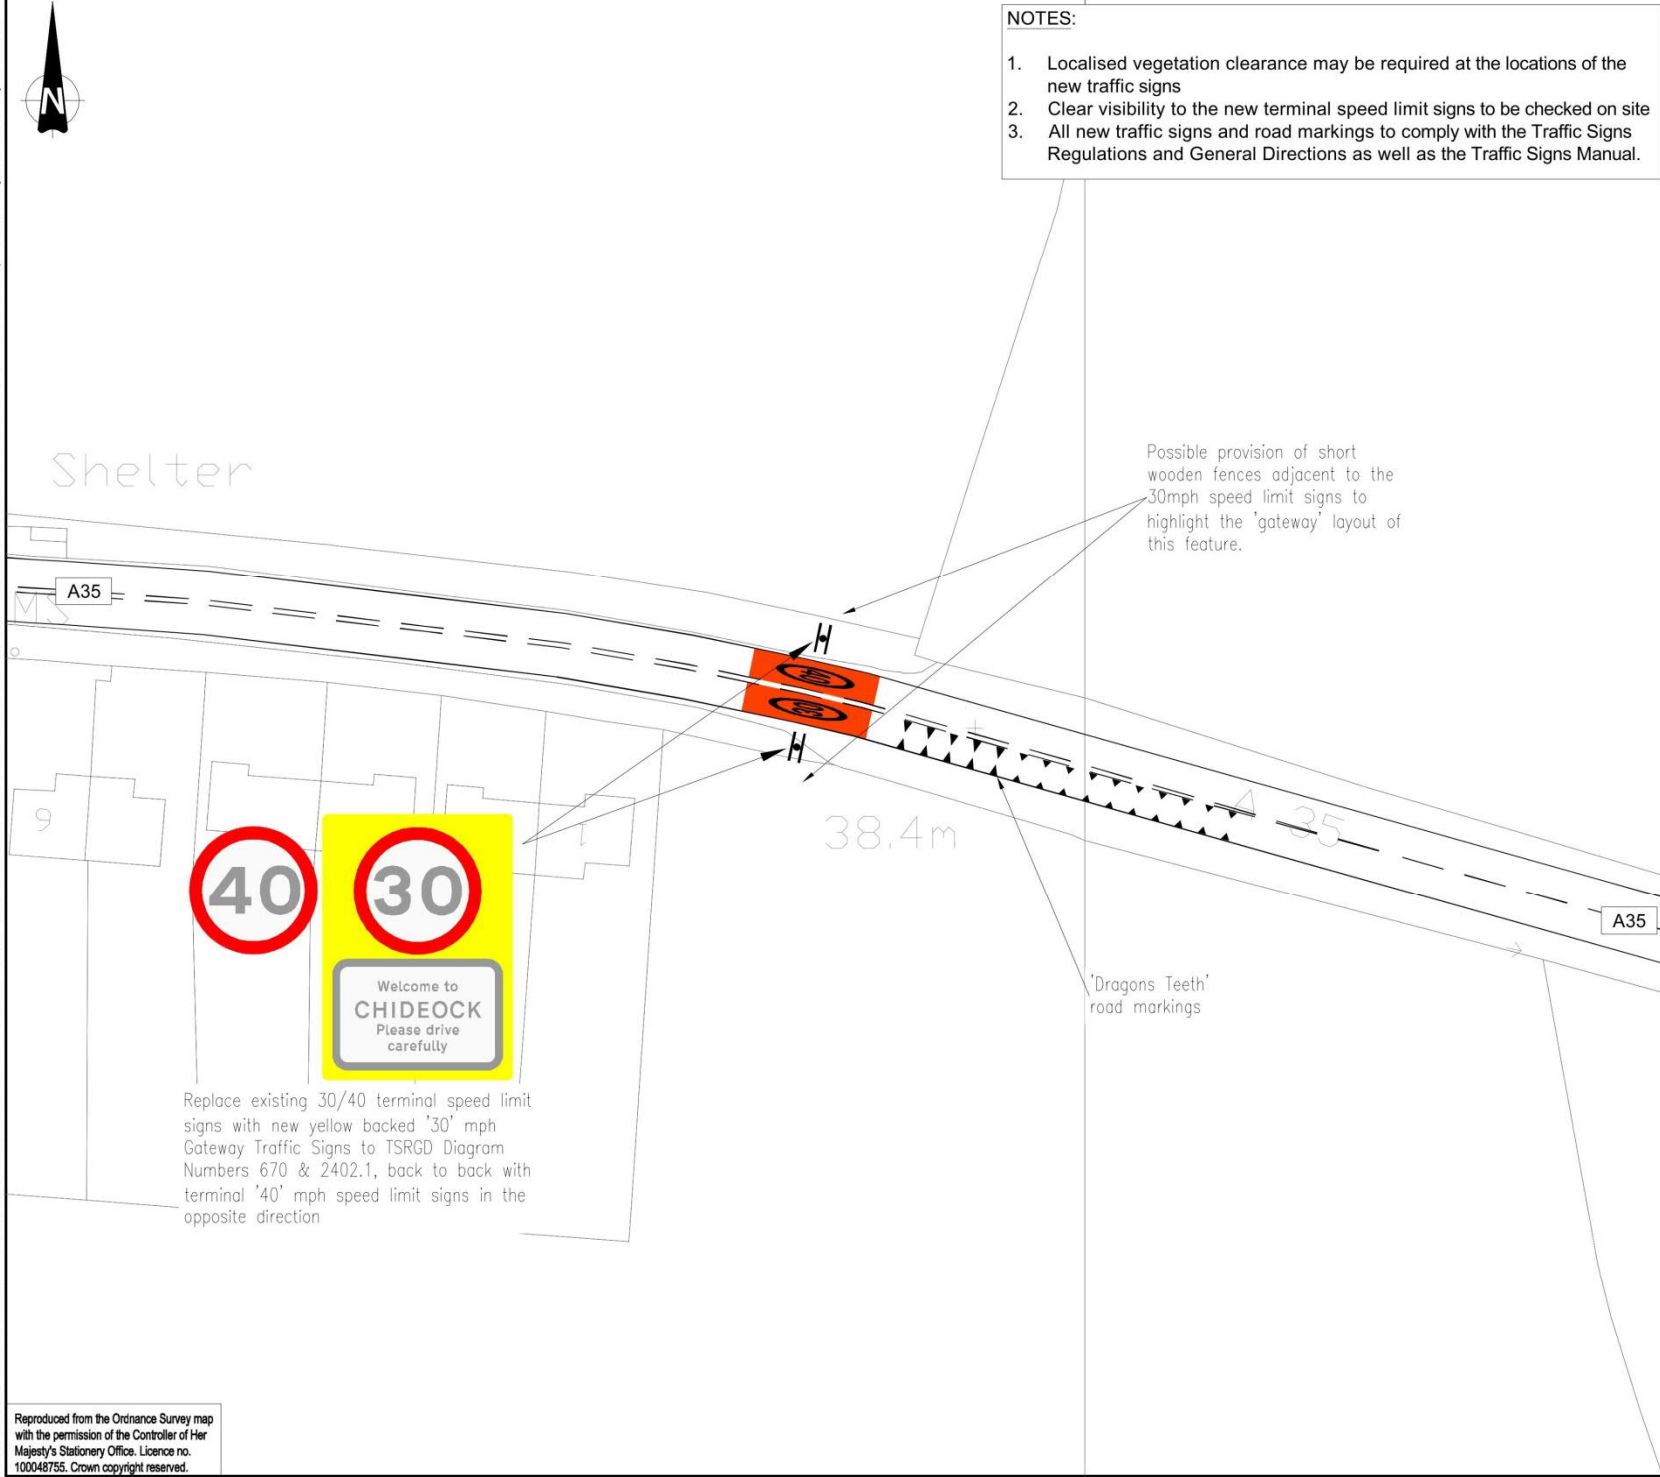 N
NOTES:
1. Localised vegetation clearance may be required at the locations of the
new traffic signs
2. Clear visibility to the new terminal speed limit signs to be checked on site
3. All new traffic signs and road markings to comply with the Traffic Signs
Regulations and General Directions as well as the Traffic Signs Manual.
Shelter
Possible provision of short
wooden fences adjacent to the
30mph speed limit signs to
highlight the 'gateway' layout of
this feature.
A35
MS
40
30
38.4m
A 35
A35
9
1
40
30
Welcome to
CHIDEOCK
Please drive
carefully
'Dragons Teeth'
road markings
Replace existing 30/40 terminal speed limit
signs with new yellow backed '30' mph
Gateway Traffic Signs to TSRGD Diagram
Numbers 670 & 2402.1, back to back with
terminal '40' mph speed limit signs in the
opposite direction
Reproduced from the Ordnance Survey map
with the permission of the Controller of Her
Majesty's Stationery Office. Licence no.
100048755. Crown copyright reserved.